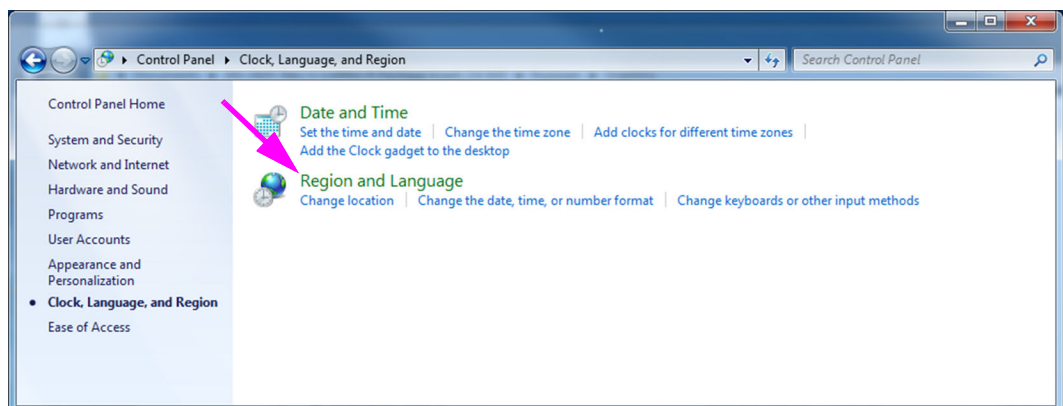 Control Panel ▸ Clock, Language, and Region
Search Control Panel
Control Panel Home
System and Security
Network and Internet
Hardware and Sound
Programs
User Accounts
Appearance and
Personalization
• Clock, Language, and Region
Ease of Access
Date and Time
Set the time and date | Change the time zone | Add clocks for different time zones |
Add the Clock gadget to the desktop
Region and Language
Change location | Change the date, time, or number format | Change keyboards or other input methods